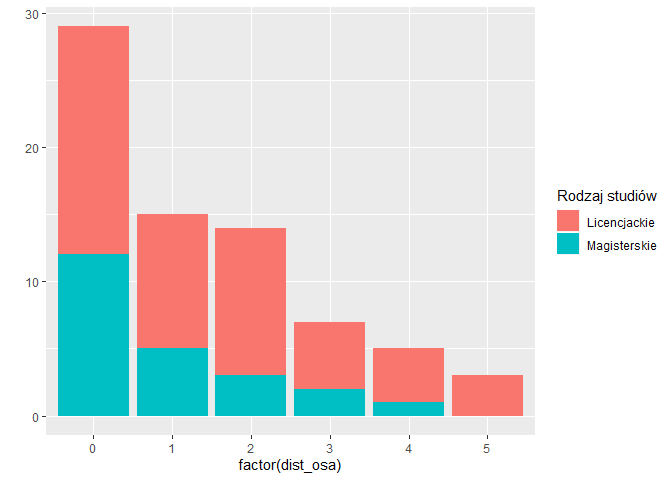 30
20
10
0
0 1 2 3 4 5
factor(dist_osa)
Rodzaj studiów
Licencjackie
Magisterskie